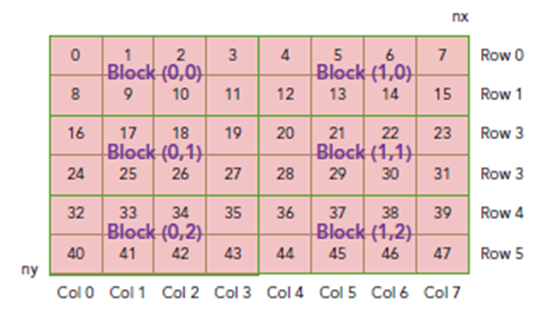 nx
0 1 2 3 4 5 6 7 Row 0
Block (0,0) Block (1,0)
8 9 10 11 12 13 14 15 Row 1
16 17 18 19 20 21 22 23 Row 3
Block (0,1) Block (1,1)
24 25 26 27 28 29 30 31 Row 3
32 33 34 35 36 37 38 39 Row 4
Block (0,2) Block (1,2)
40 41 42 43 44 45 46 47 Row 5
ny
Col 0 Col 1 Col 2 Col 3 Col 4 Col 5 Col 6 Col 7